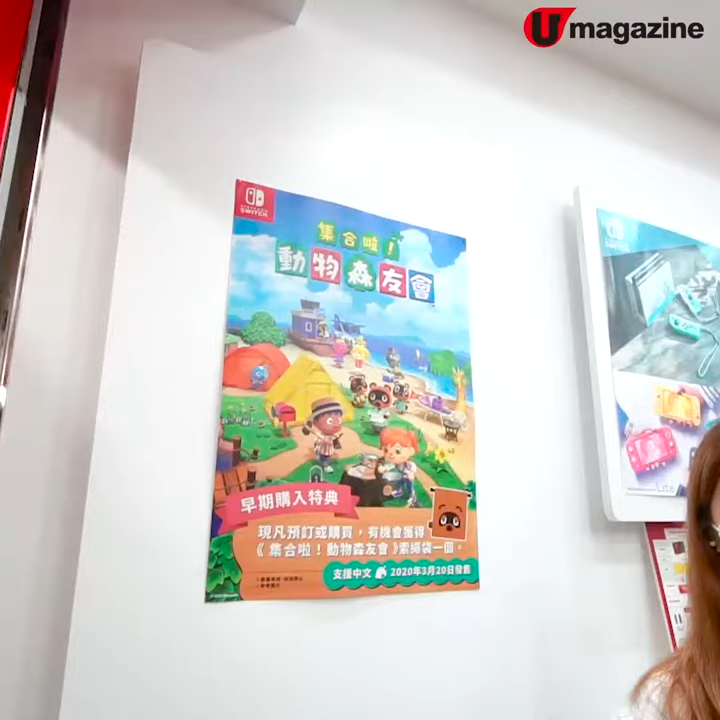 U magazine
NINTENDO
SWITCH
集合啦！
動物森友會
早期購入特典
現凡預訂或購買，有機會獲得
《 集合啦！動物森友會 》索繩袋一個。
支援中文 2020年3月20日發售
SWITCH
Lite